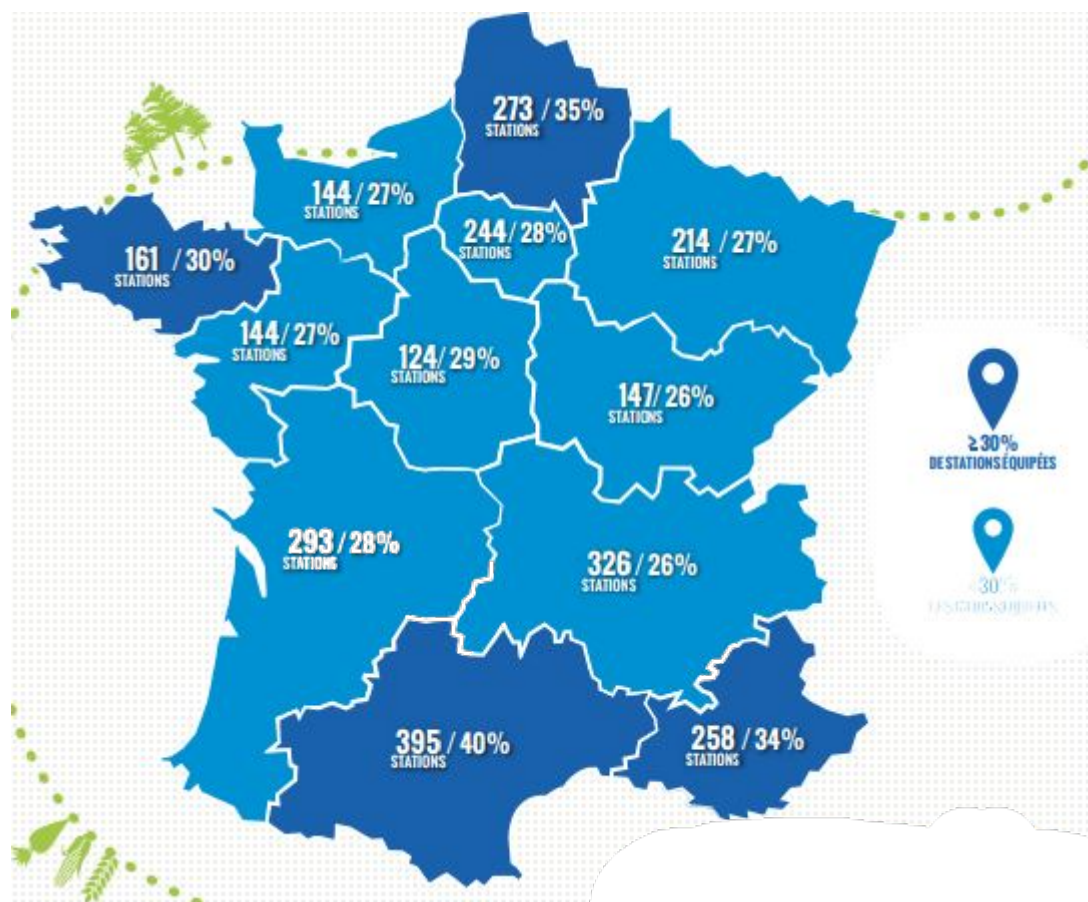 273 / 35%
STATIONS
144 / 27%
STATIONS
244 / 28%
STATIONS
214 / 27%
STATIONS
161 / 30%
STATIONS
144 / 27%
STATIONS
124 / 29%
STATIONS
147 / 26%
STATIONS
≥30%
DE STATIONS ÉQUIPÉES
293 / 28%
STATIONS
326 / 26%
STATIONS
30%
395 / 40%
STATIONS
258 / 34%
STATIONS